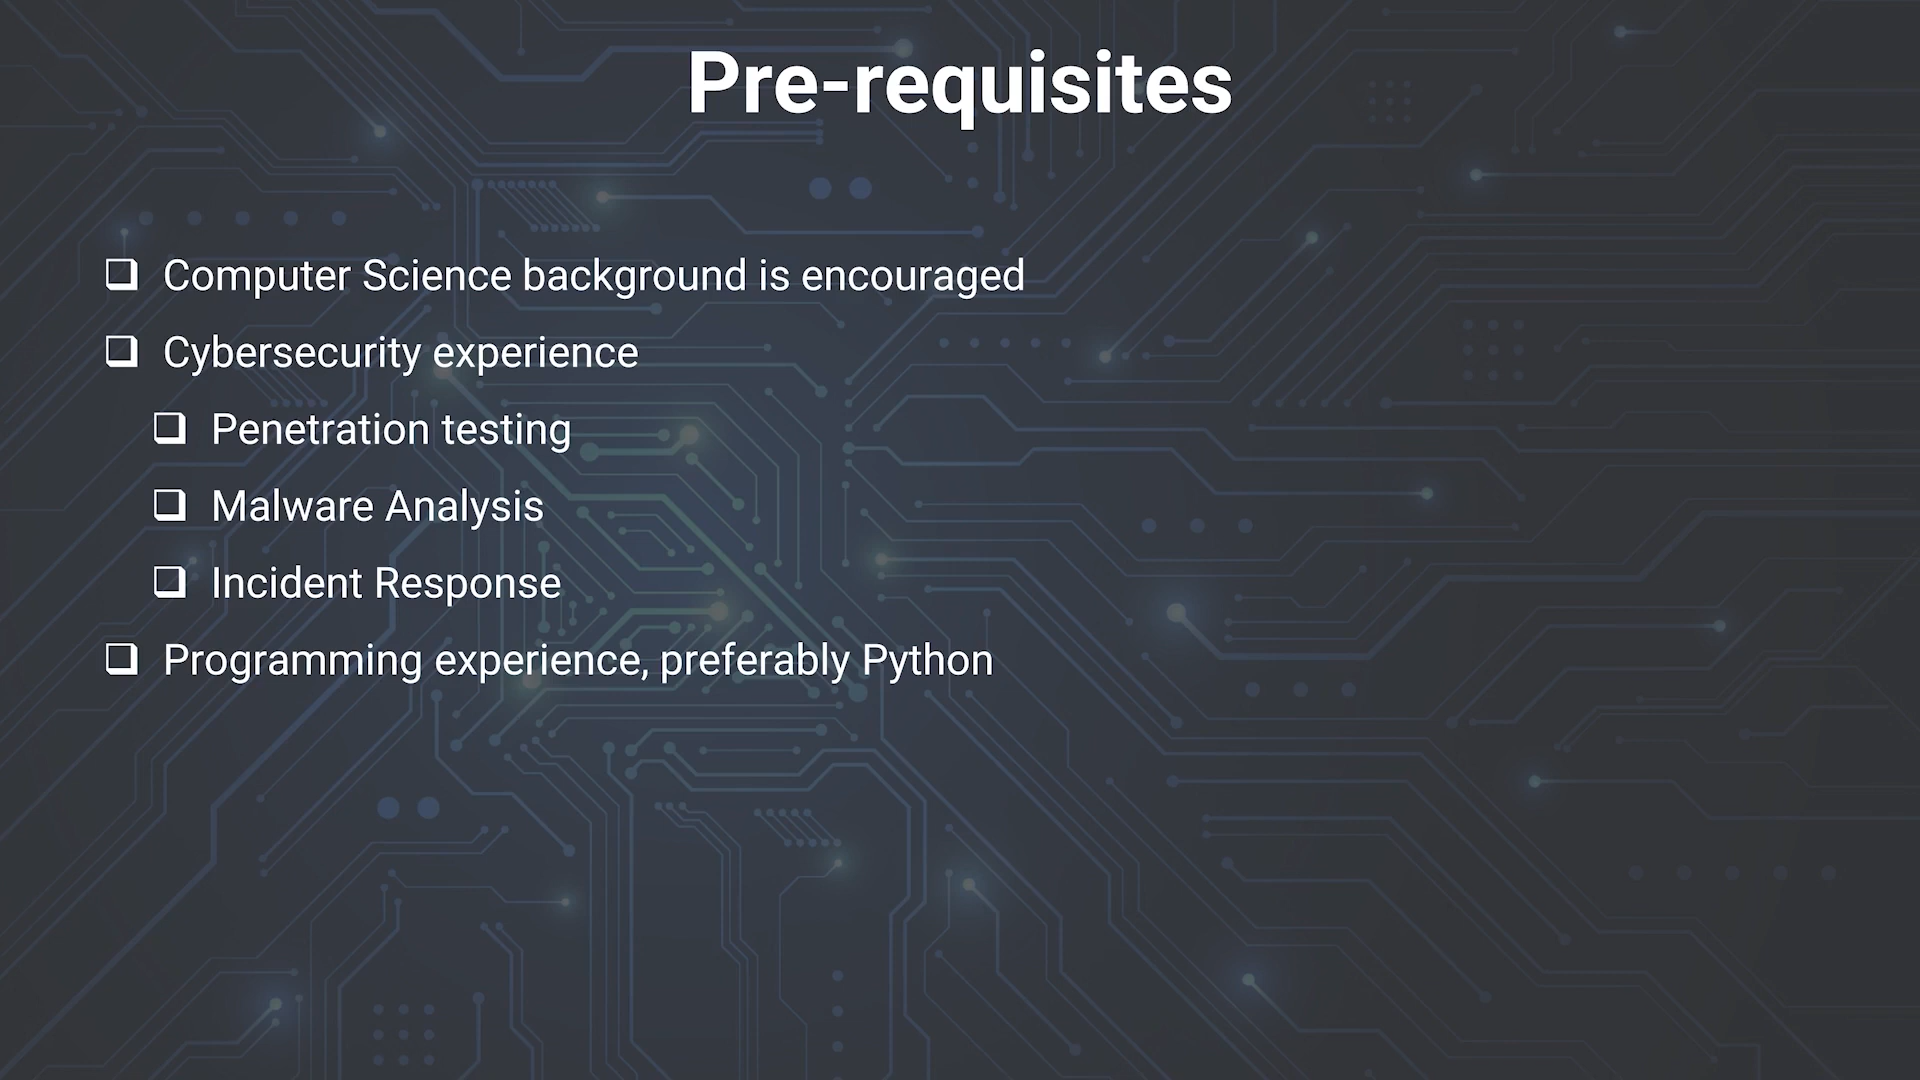 Pre-requisites
❑ Computer Science background is encouraged
❑ Cybersecurity experience
❑ Penetration testing
❑ Malware Analysis
❑ Incident Response
❑ Programming experience, preferably Python